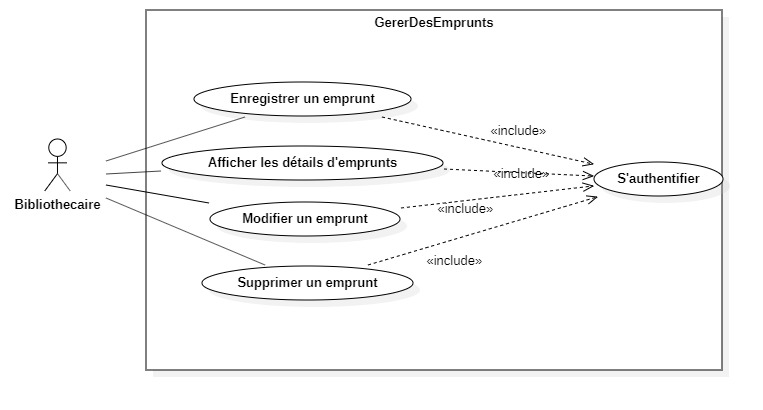 GererDesEmprunts
Enregistrer un emprunt
«include»
Afficher les détails d'emprunts
«include»
S'authentifier
Bibliothecaire
Modifier un emprunt
«include»
Supprimer un emprunt
«include»